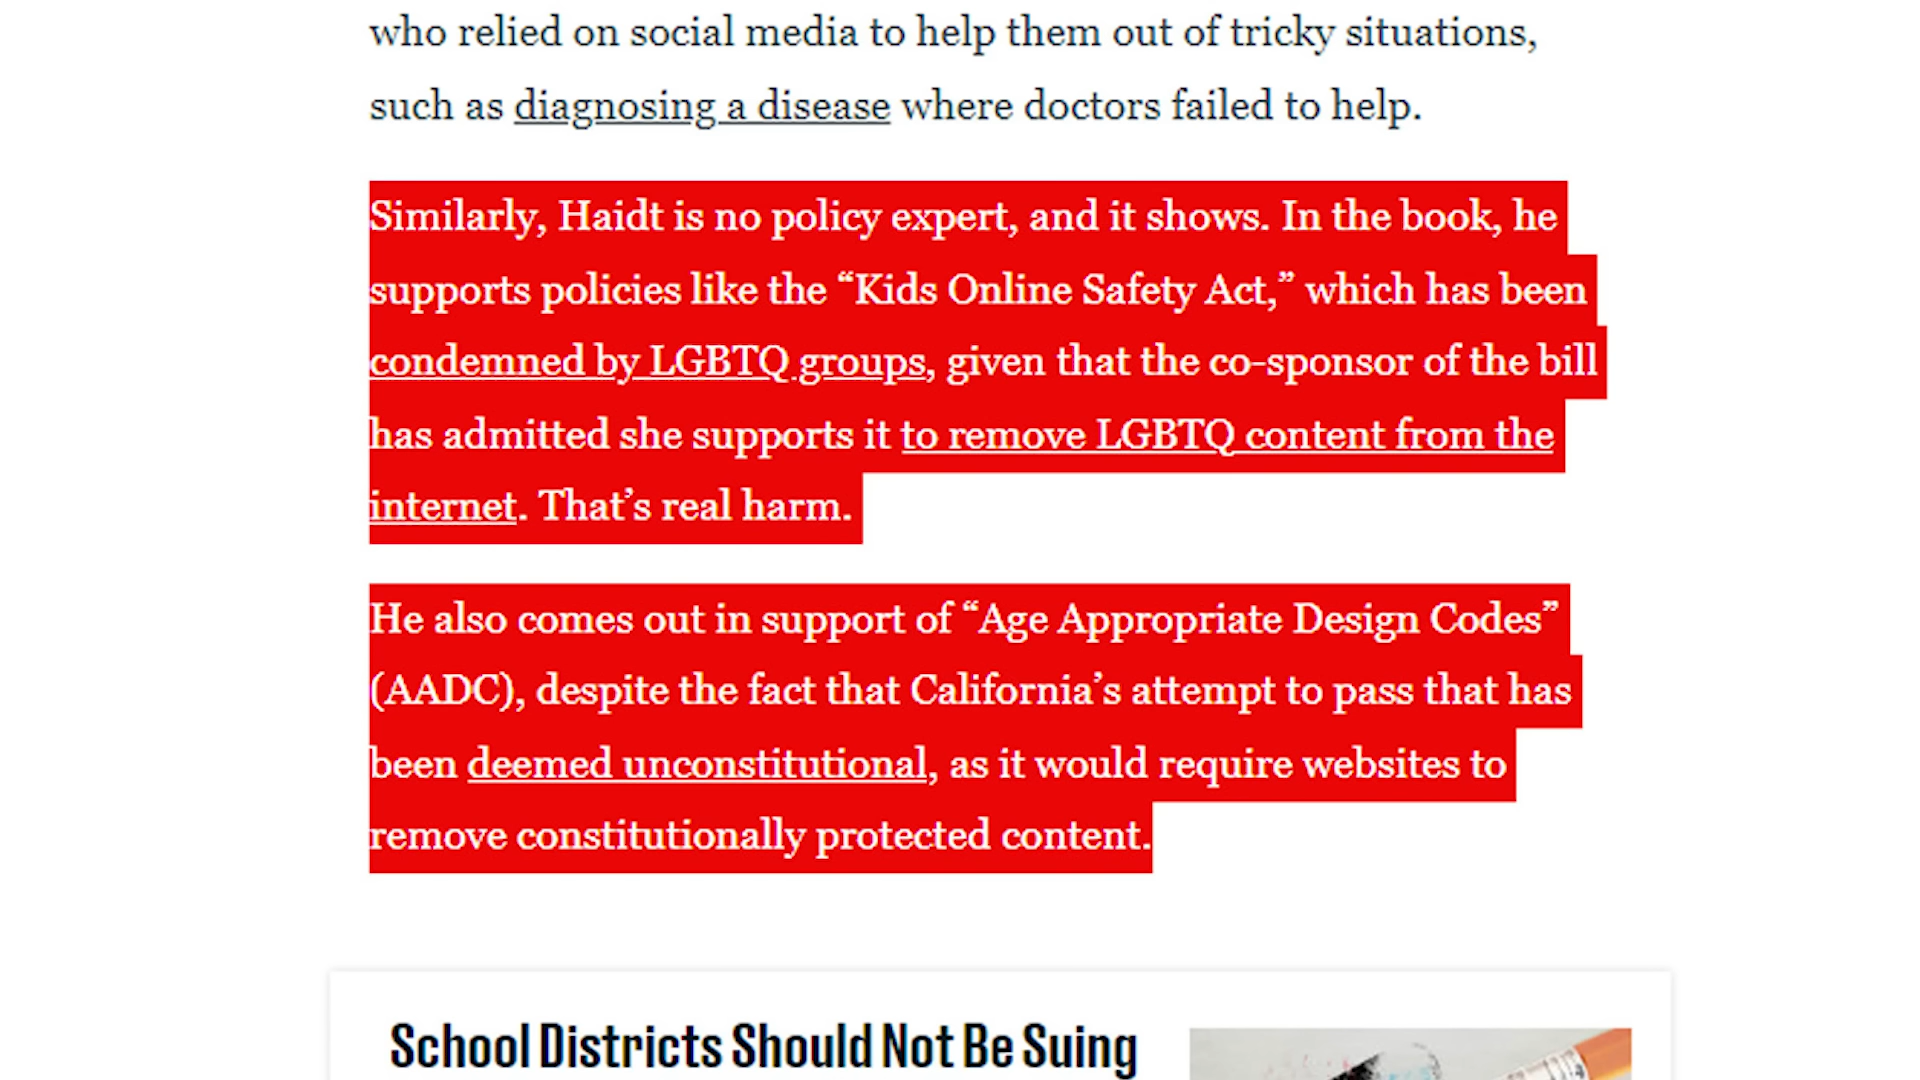 who relied on social media to help them out of tricky situations,
such as diagnosing a disease where doctors failed to help.
Similarly, Haidt is no policy expert, and it shows. In the book, he
supports policies like the “Kids Online Safety Act,” which has been
condemned by LGBTQ groups, given that the co-sponsor of the bill
has admitted she supports it to remove LGBTQ content from the
internet. That’s real harm.
He also comes out in support of “Age Appropriate Design Codes”
(AADC), despite the fact that California’s attempt to pass that has
been deemed unconstitutional, as it would require websites to
remove constitutionally protected content.
School Districts Should Not Be Suing